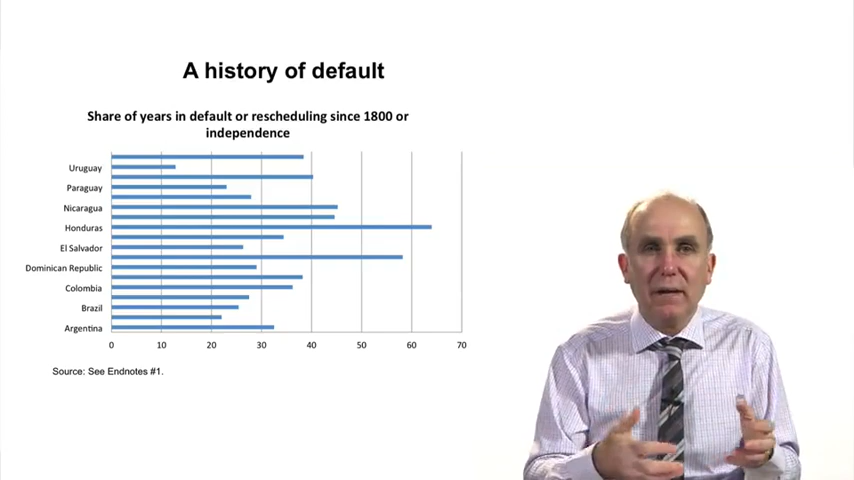 A history of default
Share of years in default or rescheduling since 1800 or
independence
Uruguay
Paraguay
Nicaragua
Honduras
El Salvador
Dominican Republic
Colombia
Brazil
Argentina
0 10 20 30 40 50 60 70
Source: See Endnotes #1.